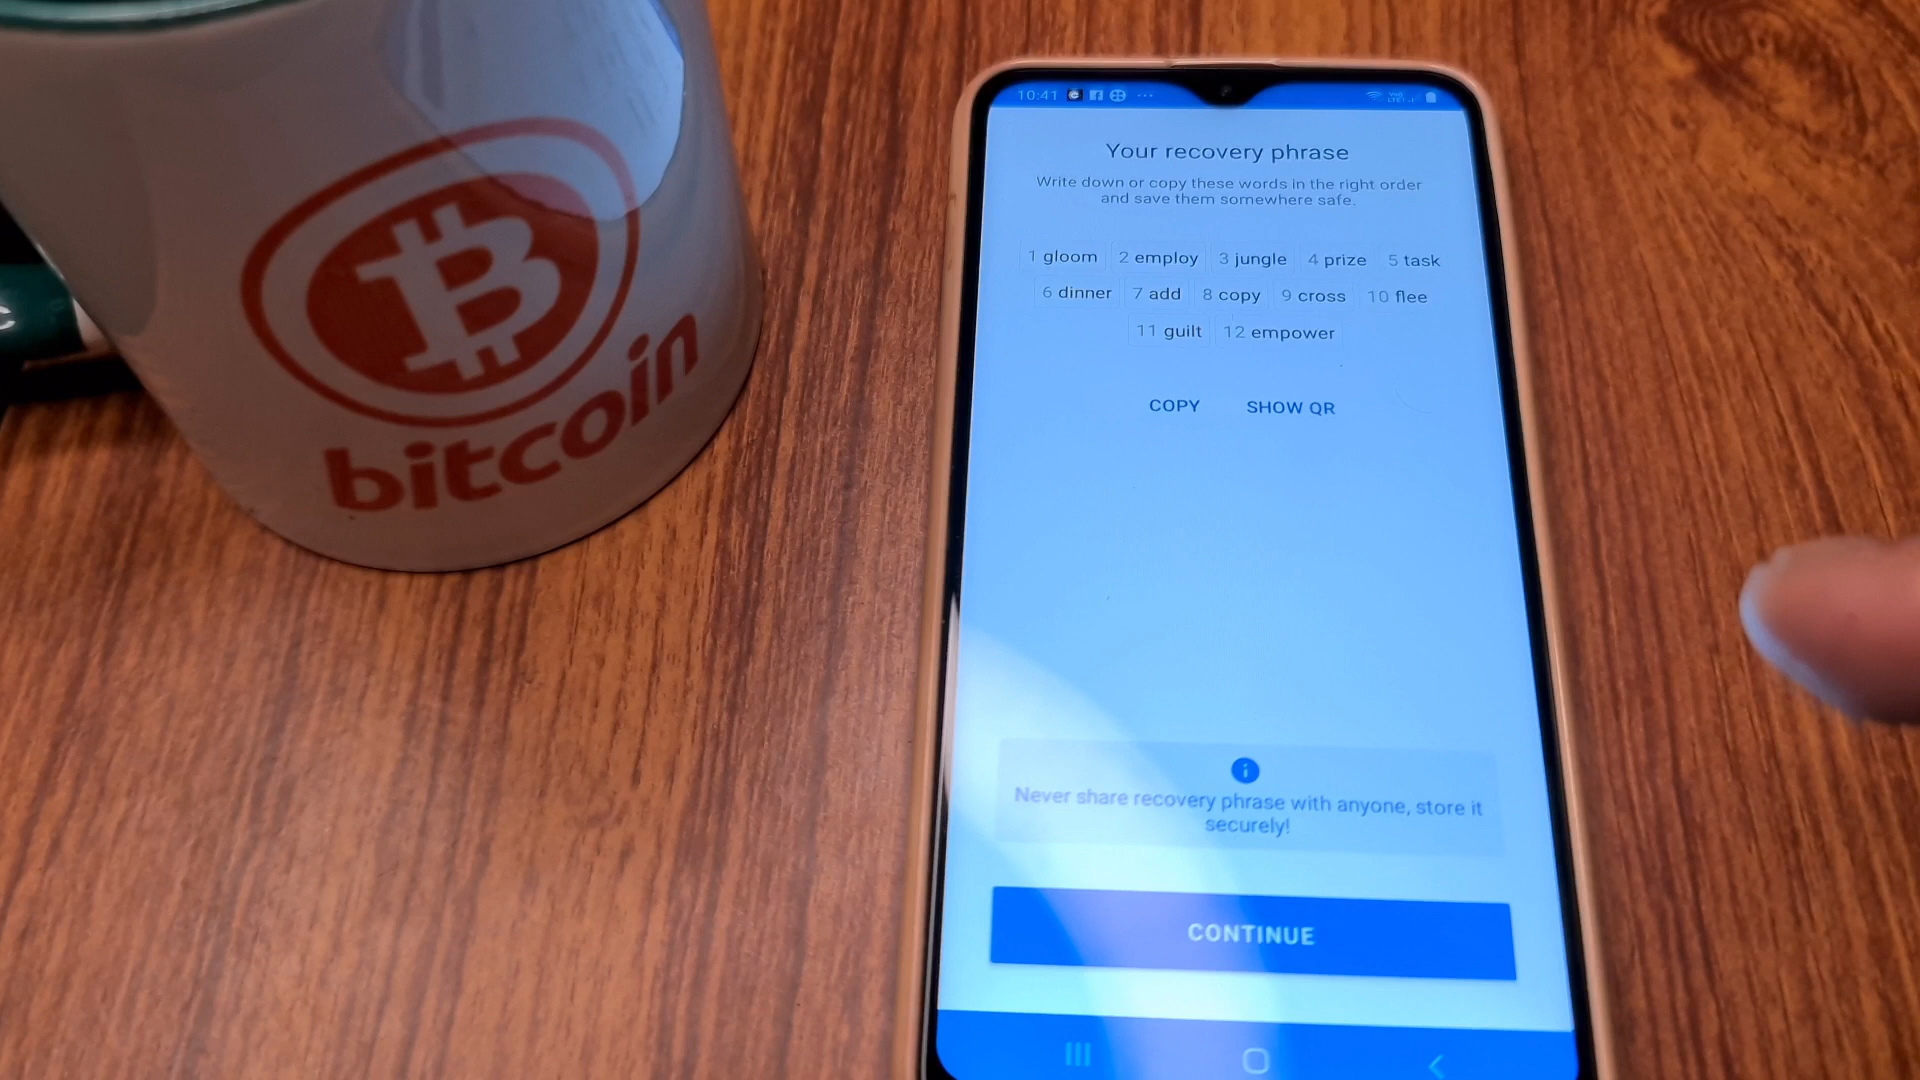 10:41
Your recovery phrase
Write down or copy these words in the right order
and save them somewhere safe.
1 gloom 2 employ 3 jungle 4 prize 5 task
6 dinner 7 add 8 copy 9 cross 10 flee
11 guilt 12 empower
COPY SHOW QR
Never share recovery phrase with anyone, store it
securely!
CONTINUE
bitcoin